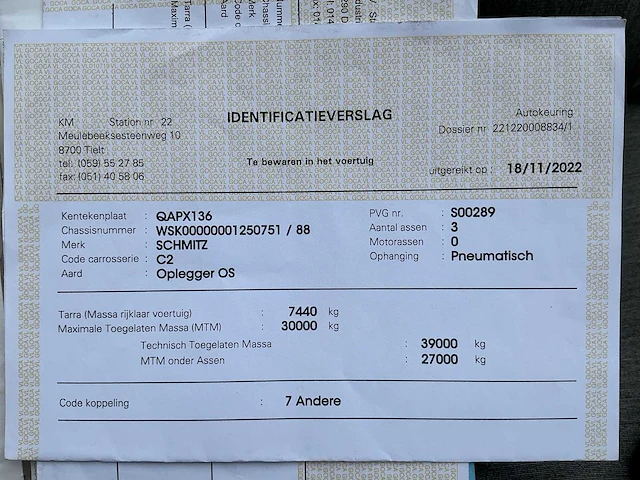 IDENTIFICATIEVERSLAG
KM Station nr 22
Meulebeeksesteenweg 10
8700 Tielt
tel: (059) 55 27 85
fax: (051) 40 58 06
Te bewaren in het voertuig
Autokeuring
Dossier nr 221220008834/1
uitgereikt op : 18/11/2022
Kentekenplaat : QAPX136
Chassisnummer : WSK00000001250751 / 88
Merk : SCHMITZ
Code carrosserie : C2
Aard : Oplegger OS
PVG nr. : S00289
Aantal assen : 3
Motorassen : 0
Ophanging : Pneumatisch
Tarra (Massa rijklaar voertuig) : 7440 kg
Maximale Toegelaten Massa (MTM) : 30000 kg
Technisch Toegelaten Massa : 39000 kg
MTM onder Assen : 27000 kg
Code koppeling : 7 Andere